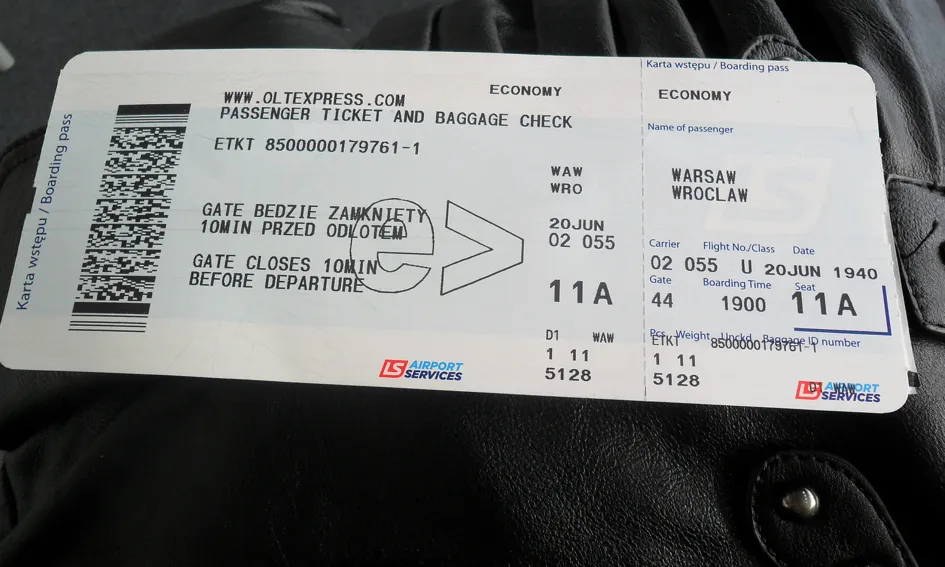 Karta wstępu / Boarding pass
WWW.OLTEXPRESS.COM
PASSENGER TICKET AND BAGGAGE CHECK
ECONOMY
ETKT 8500000179761-1
GATE BEDZIE ZAMKNIETY
10MIN PRZED ODLOTEM
GATE CLOSES 10MIN
BEFORE DEPARTURE
e>
WAW
WRO
20JUN
02 055
11A
D1 WAW
1 11
5128
LS AIRPORT
SERVICES
Karta wstępu / Boarding pass
ECONOMY
Name of passenger
WARSAW
WROCLAW
Carrier Flight No./Class Date
02 055 U 20JUN 1940
Gate Boarding Time Seat
44 1900 11A
Pcs. Weight Unckd. Baggage ID number
ETKT 8500000179761-1
1 11
5128
D1 WAW
LS AIRPORT
SERVICES